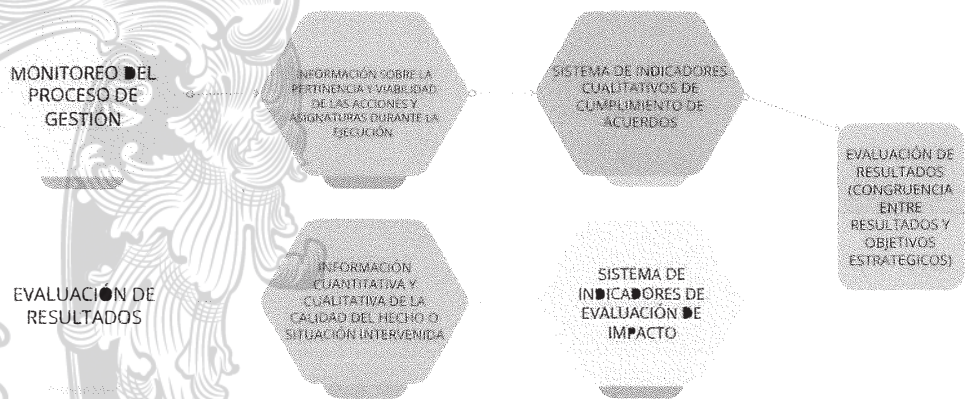 MONITOREO DEL
PROCESO DE
GESTIÓN
INFORMACIÓN SOBRE LA
PERTINENCIA Y VIABILIDAD
DE LAS ACCIONES Y
ASIGNATURAS DURANTE LA
EJECUCIÓN
SISTEMA DE INDICADORES
CUALITATIVOS DE
CUMPLIMIENTO DE
ACUERDOS
EVALUACIÓN DE
RESULTADOS
(CONGRUENCIA
ENTRE
RESULTADOS Y
OBJETIVOS
ESTRATEGICOS)
EVALUACIÓN DE
RESULTADOS
INFORMACIÓN
CUANTITATIVA Y
CUALITATIVA DE LA
CALIDAD DEL HECHO O
SITUACIÓN INTERVENIDA
SISTEMA DE
INDICADORES DE
EVALUACIÓN DE
IMPACTO